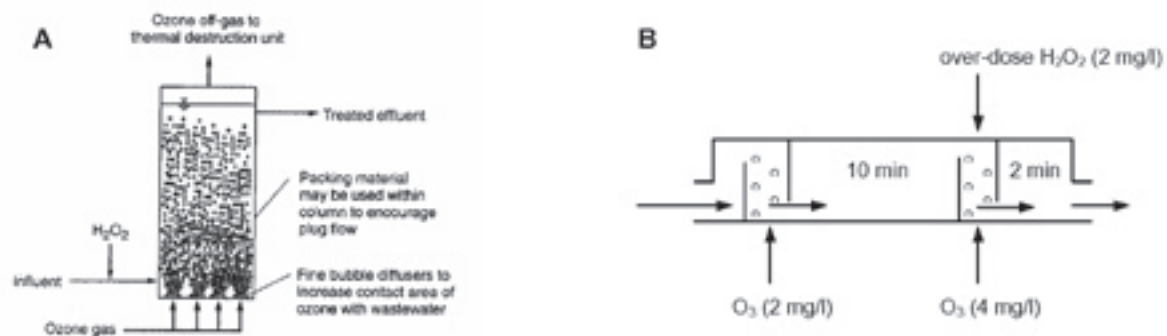 A
Ozone off-gas to
thermal destruction unit
Treated effluent
Packing material
may be used within
column to encourage
plug flow
H₂O₂
Influent
Fine bubble diffusers to
increase contact area of
ozone with wastewater
Ozone gas
B
over-dose H₂O₂ (2 mg/l)
10 min
2 min
O₃ (2 mg/l)
O₃ (4 mg/l)